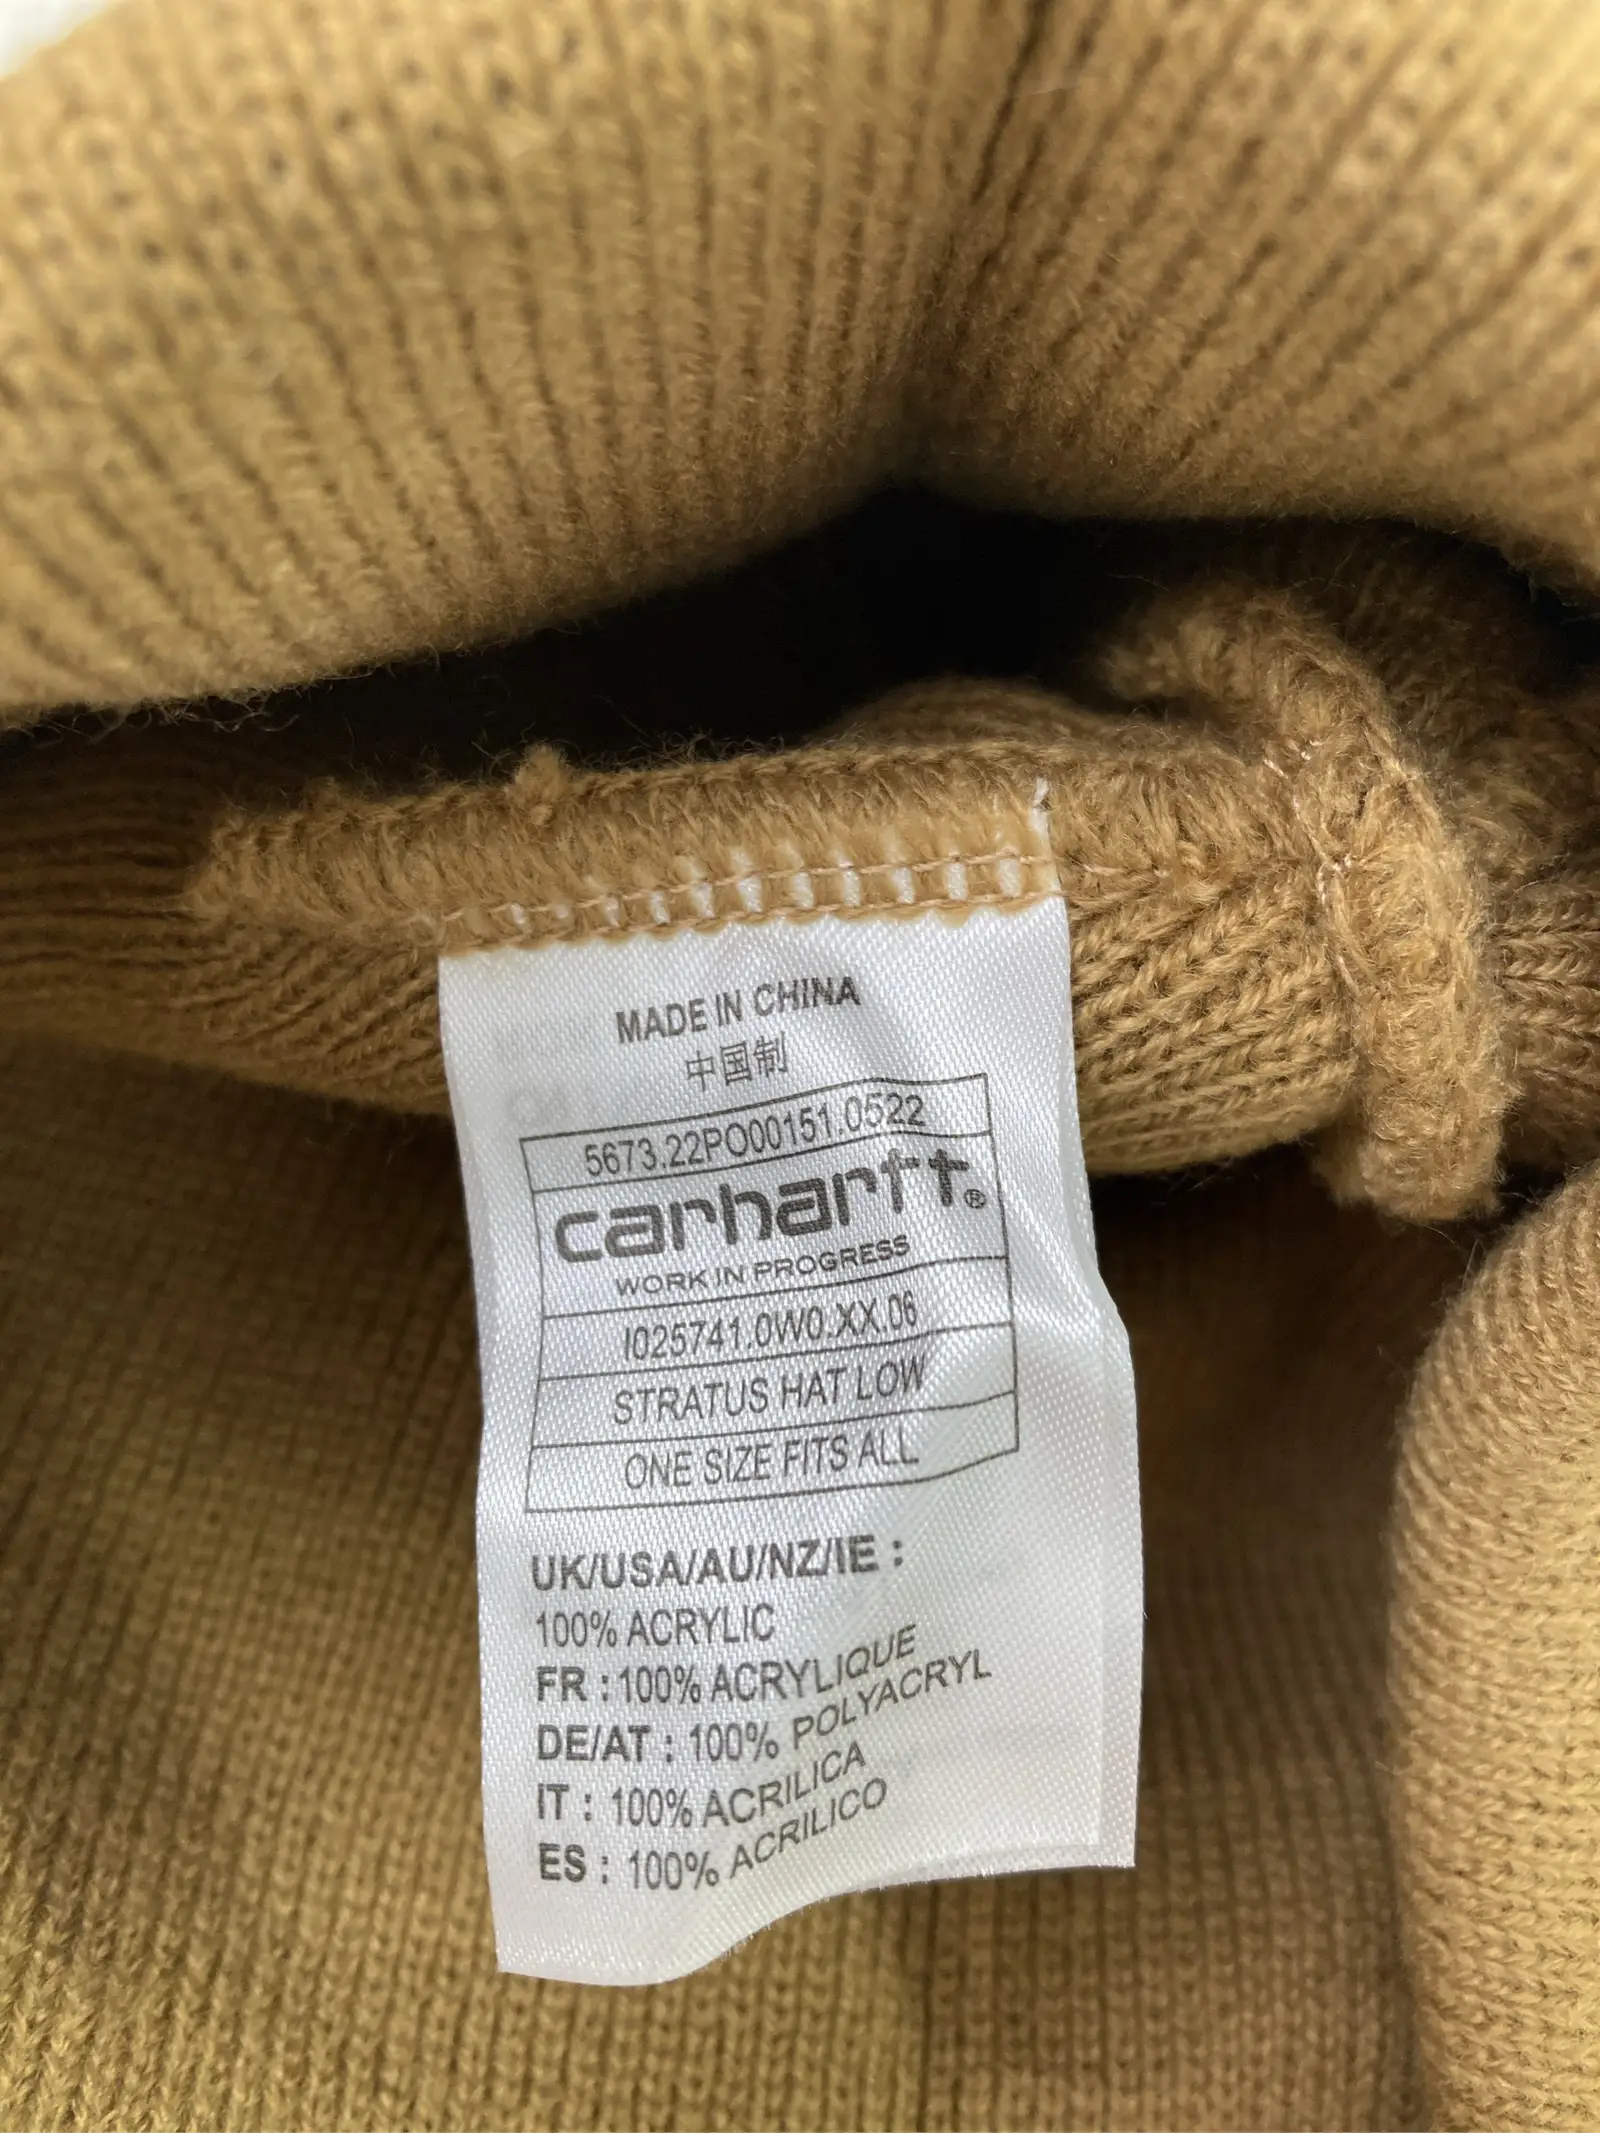 MADE IN CHINA
中国制
5673.22PO00151.0522
carhartt®
WORK IN PROGRESS
I025741.0W0.XX.06
STRATUS HAT LOW
ONE SIZE FITS ALL
UK/USA/AU/NZ/IE :
100% ACRYLIC
FR : 100% ACRYLIQUE
DE/AT : 100% POLYACRYL
IT : 100% ACRILICA
ES : 100% ACRILICO